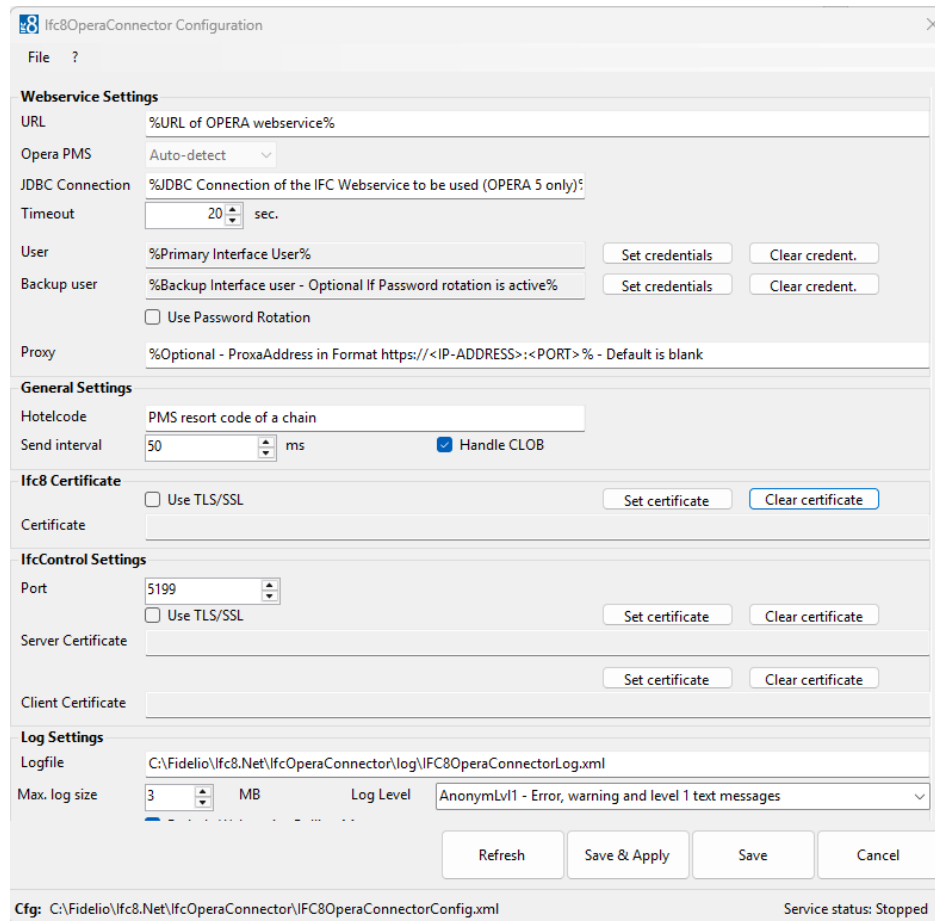 Ifc8OperaConnector Configuration
File ?
Webservice Settings
URL %URL of OPERA webservice%
Opera PMS Auto-detect
JDBC Connection %JDBC Connection of the IFC Webservice to be used (OPERA 5 only)%
Timeout 20 sec.
User %Primary Interface User% Set credentials Clear credent.
Backup user %Backup Interface user - Optional If Password rotation is active% Set credentials Clear credent.
Use Password Rotation
Proxy %Optional - ProxaAddress in Format https://<IP-ADDRESS>:<PORT>% - Default is blank
General Settings
Hotelcode PMS resort code of a chain
Send interval 50 ms Handle CLOB
Ifc8 Certificate
Use TLS/SSL Set certificate Clear certificate
Certificate
IfcControl Settings
Port 5199
Use TLS/SSL Set certificate Clear certificate
Server Certificate
Set certificate Clear certificate
Client Certificate
Log Settings
Logfile C:\Fidelio\Ifc8.Net\IfcOperaConnector\log\IFC8OperaConnectorLog.xml
Max. log size 3 MB Log Level AnonymLvl1 - Error, warning and level 1 text messages
Refresh Save & Apply Save Cancel
Cfg: C:\Fidelio\Ifc8.Net\IfcOperaConnector\IFC8OperaConnectorConfig.xml Service status: Stopped